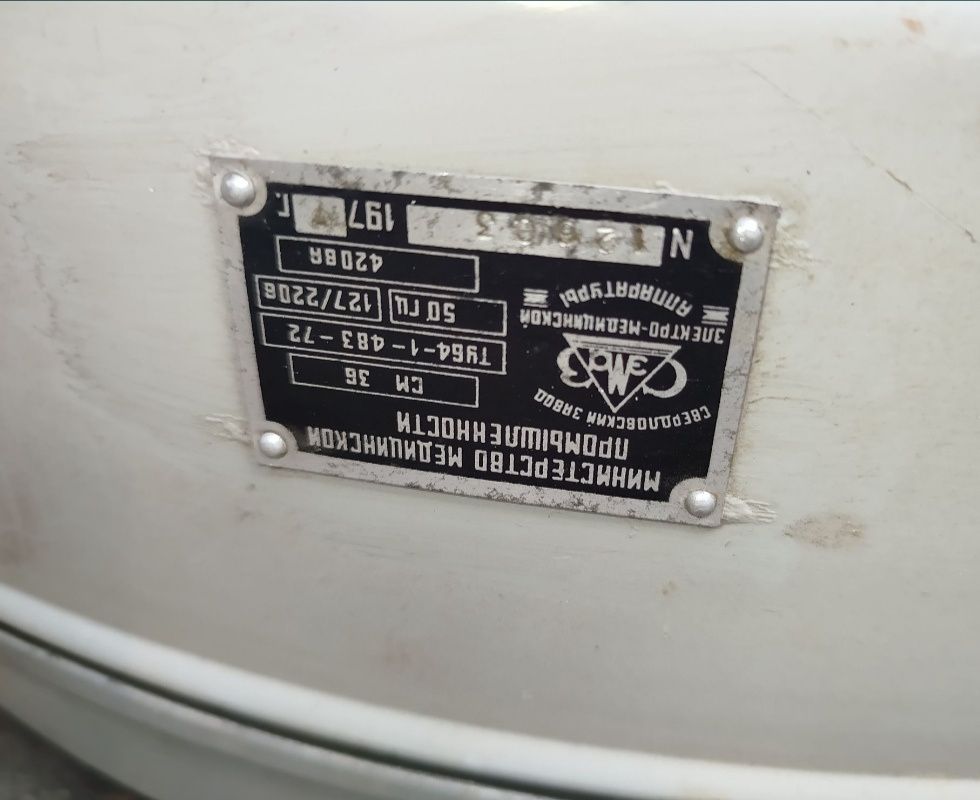 МИНИСТЕРСТВО МЕДИЦИНСКОЙ
ПРОМЫШЛЕННОСТИ
СВЕРДЛОВСКИЙ ЗАВОД
СЭМЗ
ЭЛЕКТРО-МЕДИЦИНСКОЙ
АППАРАТУРЫ
СМ 36
ТУ64-1-483-72
50 ГЦ
127/220В
420ВА
N
197 Г.